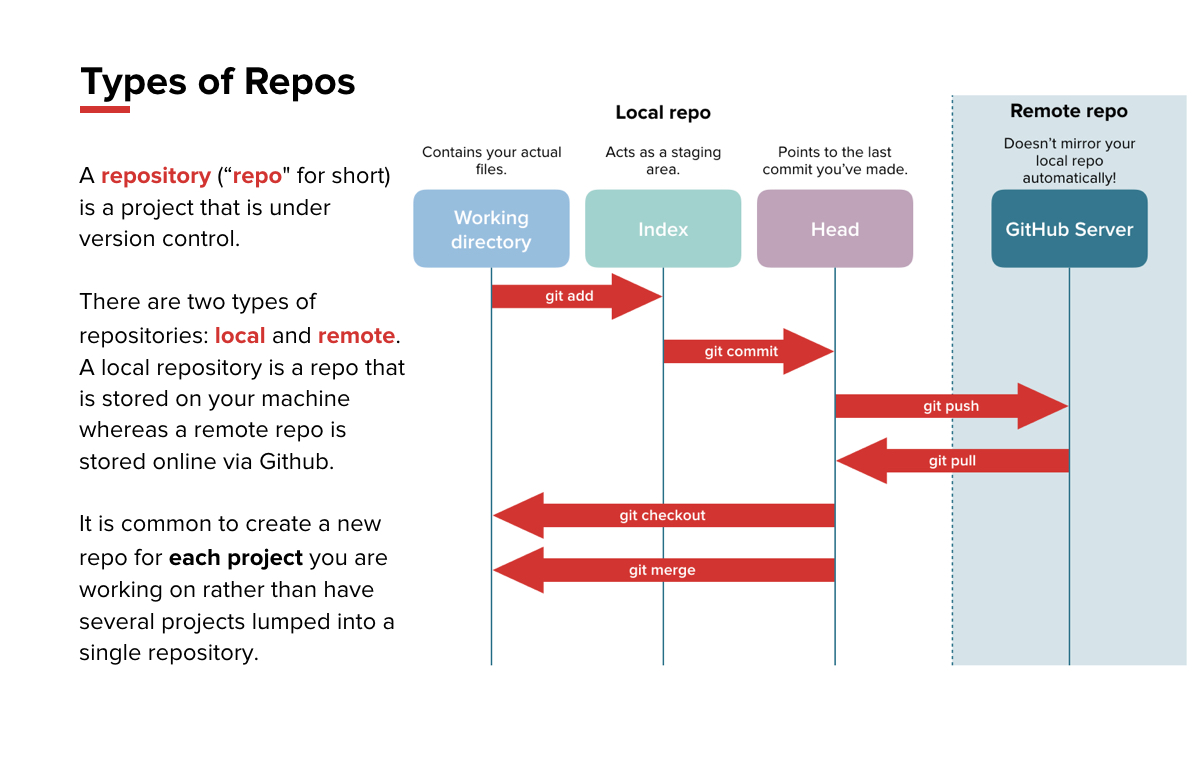 Types of Repos
A repository (“repo" for short)
is a project that is under
version control.
There are two types of
repositories: local and remote.
A local repository is a repo that
is stored on your machine
whereas a remote repo is
stored online via Github.
It is common to create a new
repo for each project you are
working on rather than have
several projects lumped into a
single repository.
Local repo
Remote repo
Contains your actual
files.
Acts as a staging
area.
Points to the last
commit you’ve made.
Doesn’t mirror your
local repo
automatically!
Working
directory
Index
Head
GitHub Server
git add
git commit
git push
git pull
git checkout
git merge